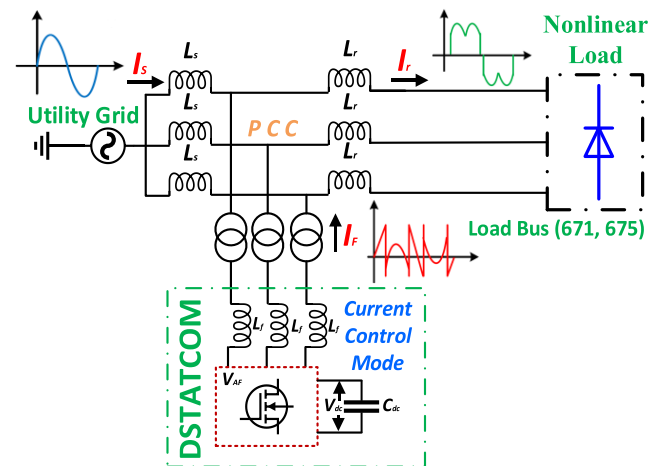 Nonlinear
Load
Ls
Lr
IS
Ir
Ls
Lr
Utility Grid
PCC
Ls
Lr
IF
Load Bus (671, 675)
DSTATCOM
Lf
Lf
Lf
Current
Control
Mode
VAF
Vdc
Cdc